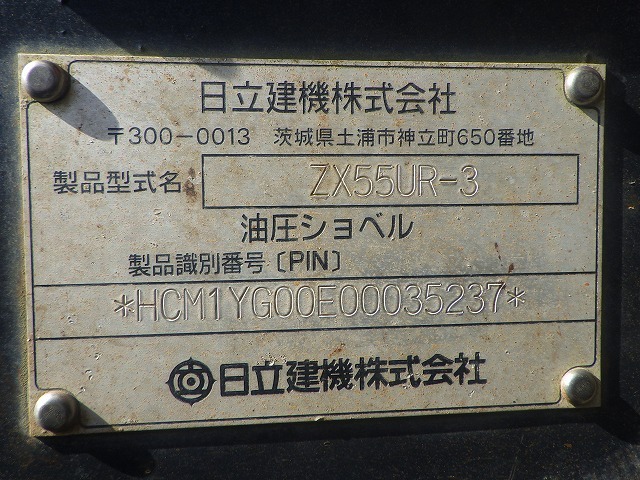 日立建機株式会社
〒300-0013 茨城県土浦市神立町650番地
製品型式名 ZX55UR-3
油圧ショベル
製品識別番号〔PIN〕
*HCM1YG00E00035237*
日立建機株式会社